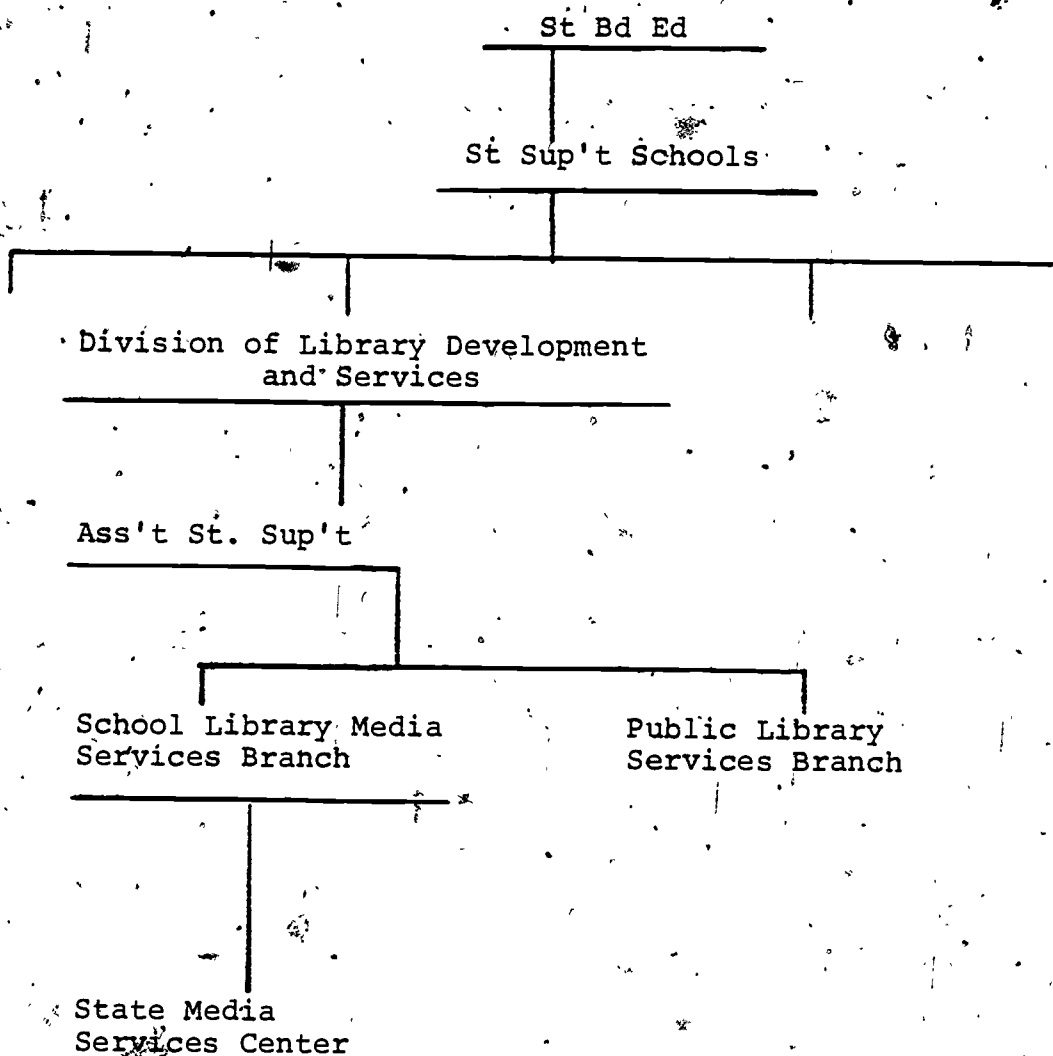 St Bd Ed
St Sup't Schools
Division of Library Development
and Services
Ass't St. Sup't
School Library Media
Services Branch
Public Library
Services Branch
State Media
Services Center